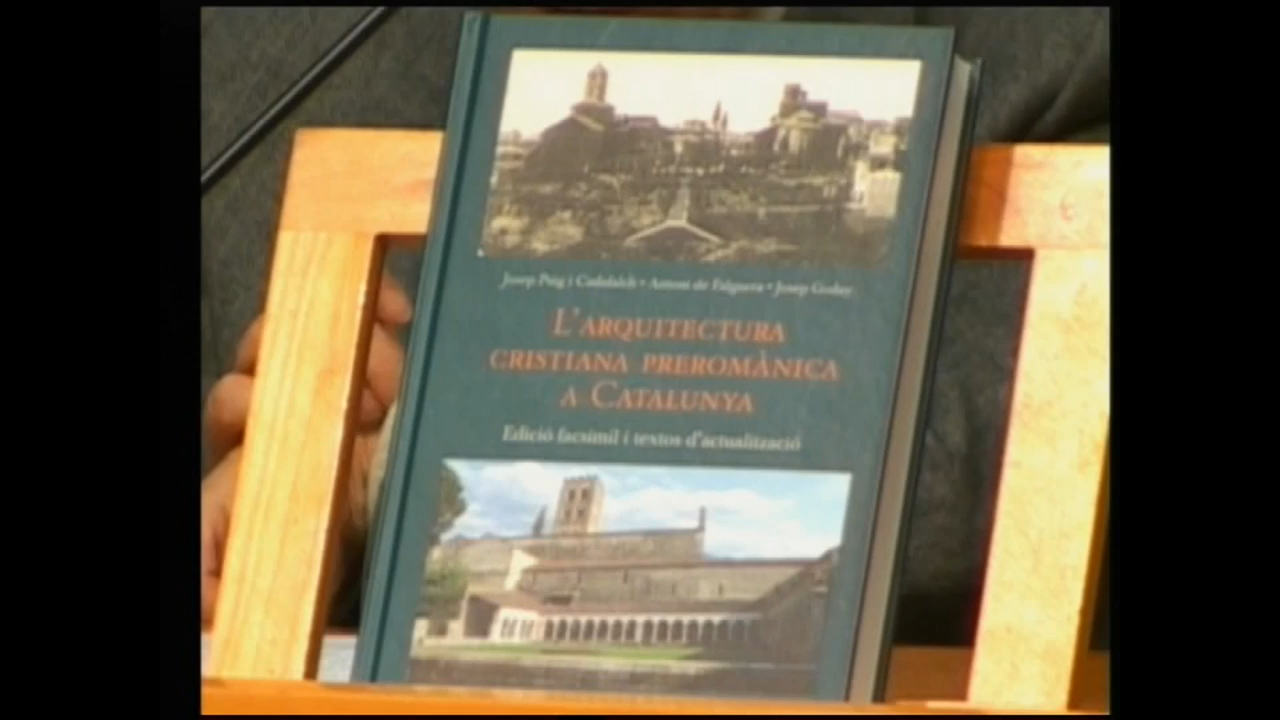 Josep Puig i Cadafalch • Antoni de Falguera • Josep Goday
L'ARQUITECTURA
CRISTIANA PREROMÀNICA
A CATALUNYA
Edició facsímil i textos d'actualització